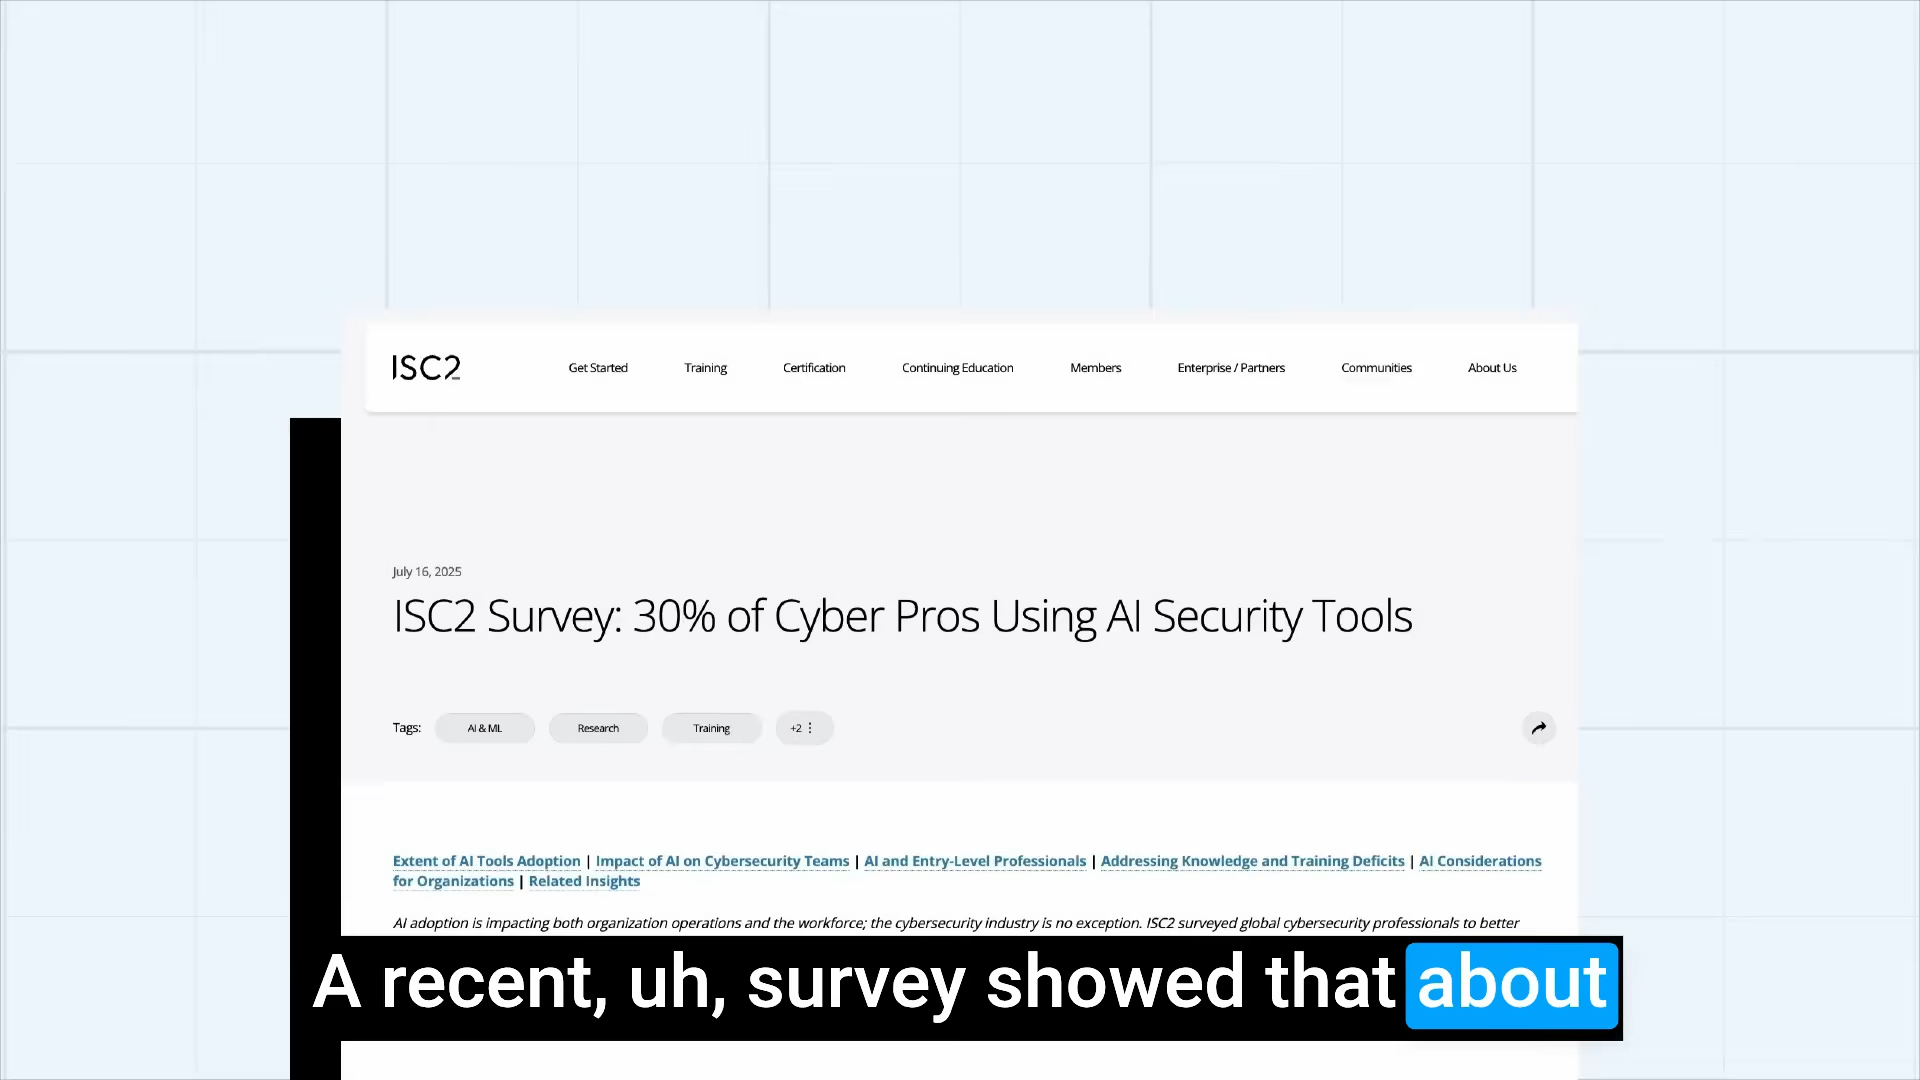 ISC2
Get Started Training Certification Continuing Education Members Enterprise / Partners Communities About Us
July 16, 2025
ISC2 Survey: 30% of Cyber Pros Using AI Security Tools
Tags: AI & ML Research Training +2
Extent of AI Tools Adoption | Impact of AI on Cybersecurity Teams | AI and Entry-Level Professionals | Addressing Knowledge and Training Deficits | AI Considerations
for Organizations | Related Insights
AI adoption is impacting both organization operations and the workforce; the cybersecurity industry is no exception. ISC2 surveyed global cybersecurity professionals to better
A recent, uh, survey showed that about